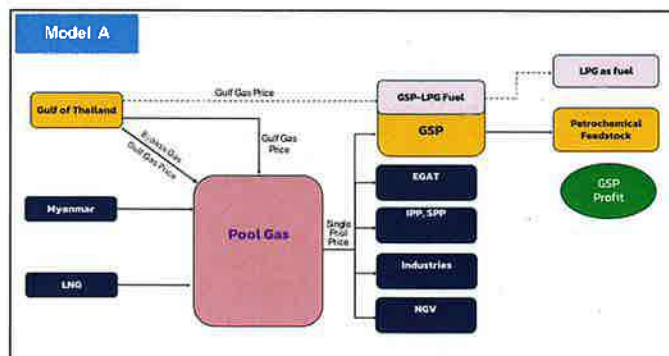 Model A
Gulf Gas Price
LPG as fuel
GSP-LPG Fuel
Gulf of Thailand
GSP
Petrochemical
Feedstock
Bypass Gas
Gulf Gas Price
Gulf Gas
Price
EGAT
GSP
Profit
Myanmar
IPP, SPP
Pool Gas
Single
Pool
Price
Industries
LNG
NGV